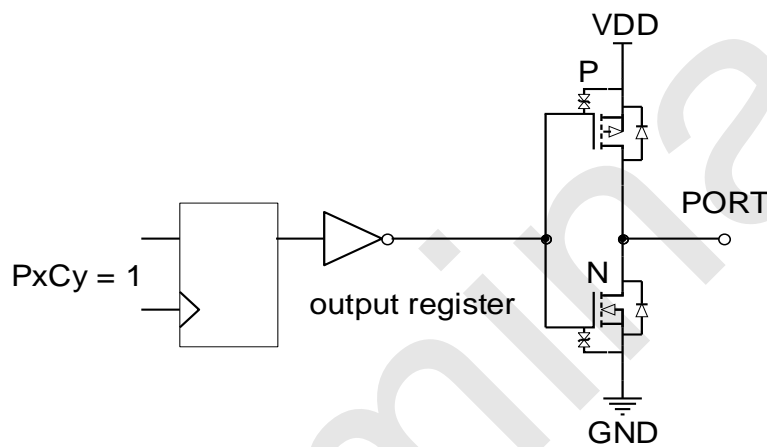 VDD
P
PORT
PxCy = 1
N
output register
GND